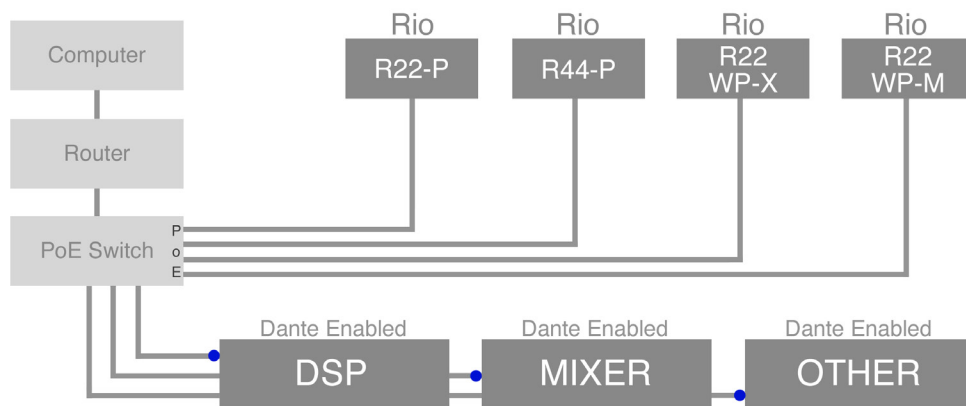 Computer
Router
PoE Switch
P
o
E
Rio
R22-P
Rio
R44-P
Rio
R22
WP-X
Rio
R22
WP-M
Dante Enabled
DSP
Dante Enabled
MIXER
Dante Enabled
OTHER